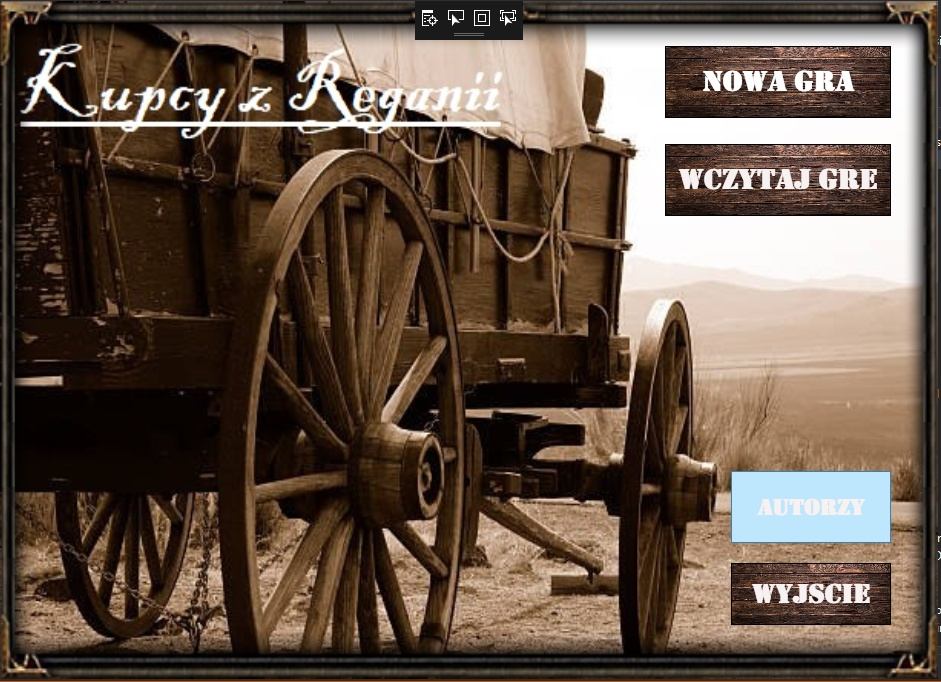 Kupcy z Reganii
NOWA GRA
WCZYTAJ GRE
AUTORZY
WYJSCIE